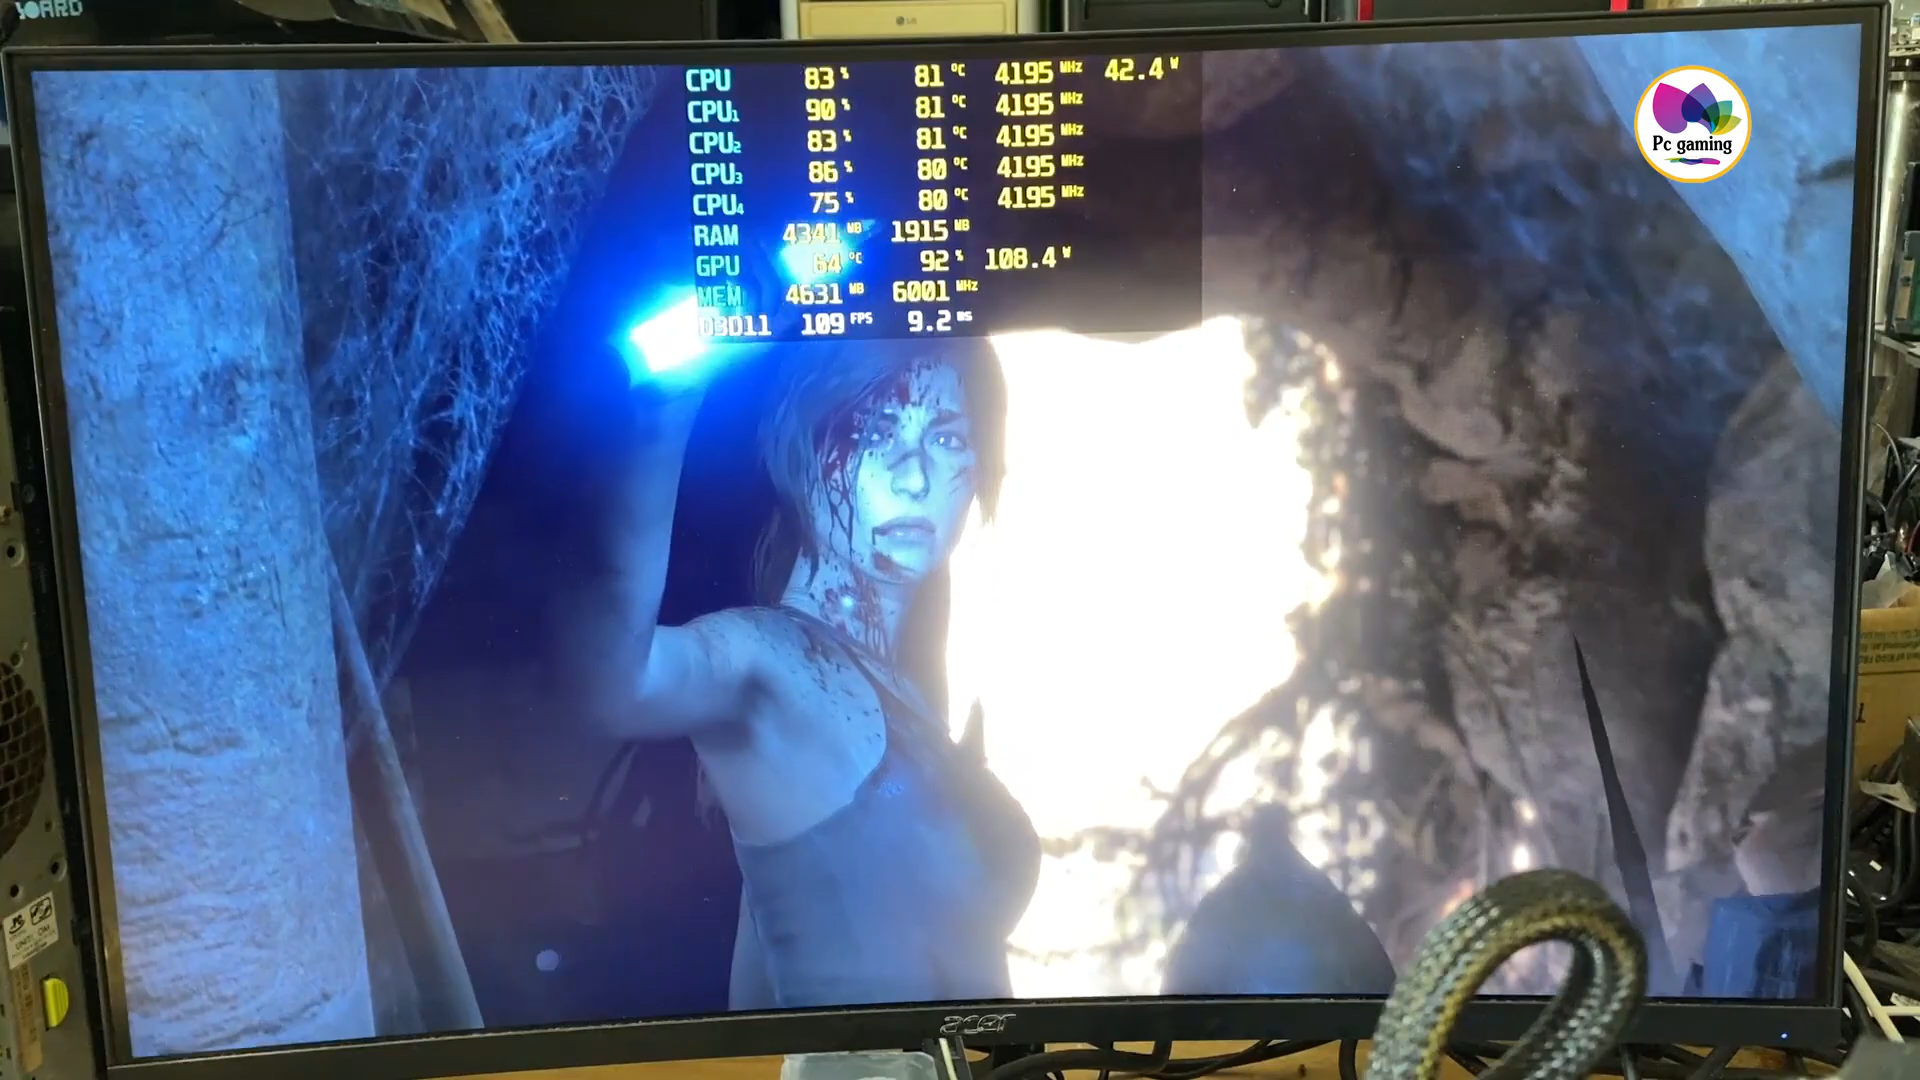 OARD
LG
CPU 83 % 81 °C 4195 MHz 42.4 W
CPU1 90 % 81 °C 4195 MHz
CPU2 83 % 81 °C 4195 MHz
CPU3 86 % 80 °C 4195 MHz
CPU4 75 % 80 °C 4195 MHz
RAM 4341 MB 1915 MB
GPU 64 °C 92 % 108.4 W
MEM 4631 MB 6001 MHz
D3D11 109 FPS 9.2 ms
Pc gaming
acer